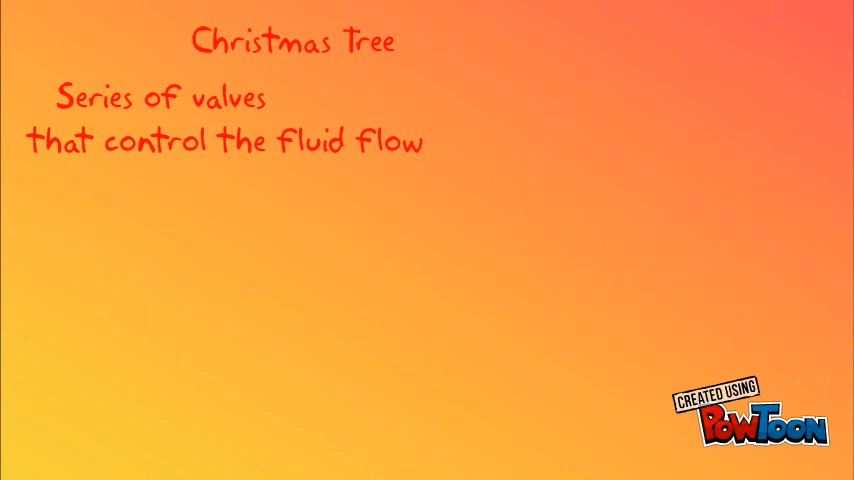 Christmas Tree
Series of valves
that control the fluid flow
CREATED USING
POWTOON